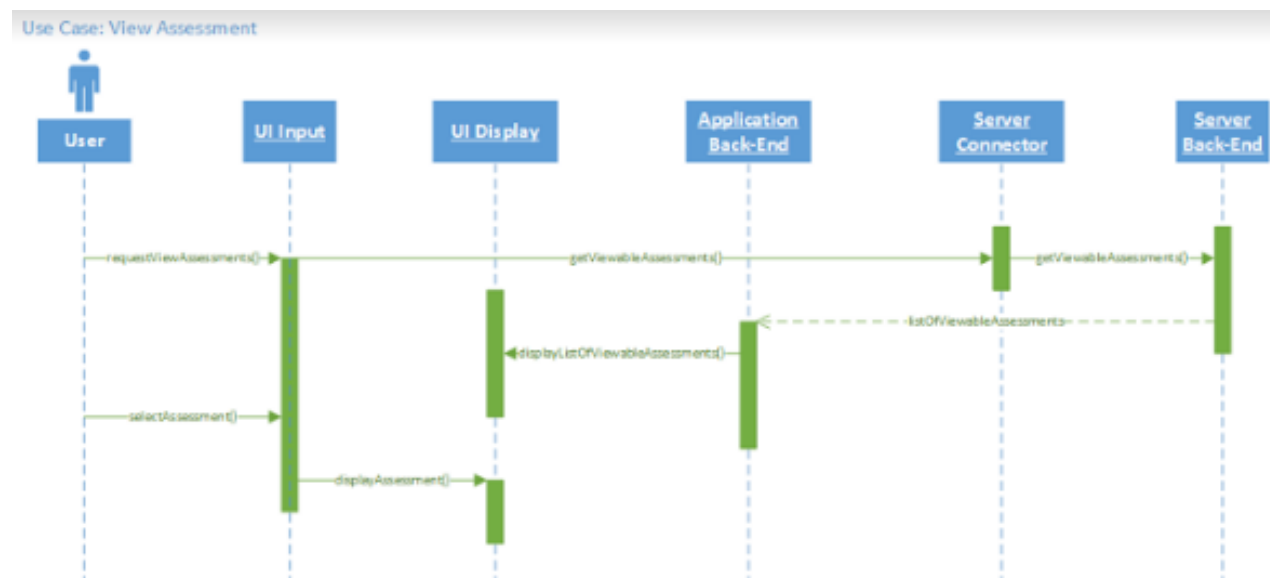 Use Case: View Assessment
User
UI Input
UI Display
Application
Back-End
Server
Connector
Server
Back-End
requestViewAssessments()
getViewableAssessments()
getViewableAssessments()
listOfViewableAssessments
displayListOfViewableAssessments()
selectAssessment()
displayAssessment()